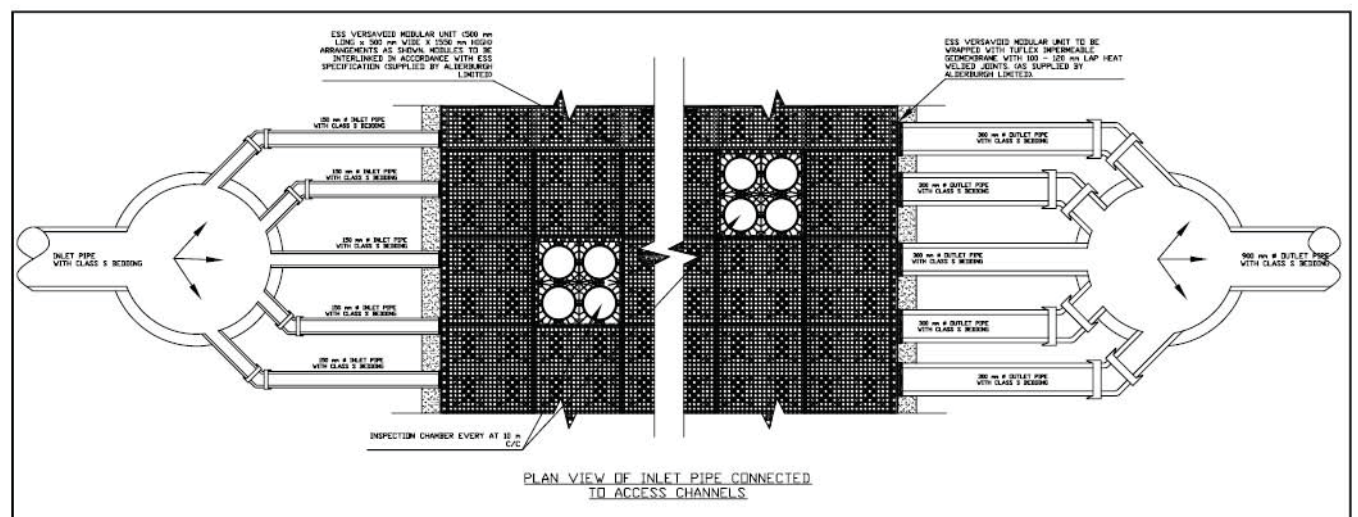 ESS VERSAVOID MODULAR UNIT (500 mm
LONG x 500 mm WIDE X 1550 mm HIGH)
ARRANGEMENTS AS SHOWN. MODULES TO BE
INTERLINKED IN ACCORDANCE WITH ESS
SPECIFICATION (SUPPLIED BY ALDERBURGH
LIMITED)
ESS VERSAVOID MODULAR UNIT TO BE
WRAPPED WITH TUFLEX IMPERMEABLE
GEOMEMBRANE WITH 100 - 120 mm LAP HEAT
WELDED JOINTS. (AS SUPPLIED BY
ALDERBURGH LIMITED).
150 mm ø INLET PIPE
WITH CLASS S BEDDING
150 mm ø INLET PIPE
WITH CLASS S BEDDING
150 mm ø INLET PIPE
WITH CLASS S BEDDING
150 mm ø INLET PIPE
WITH CLASS S BEDDING
150 mm ø INLET PIPE
WITH CLASS S BEDDING
INLET PIPE
WITH CLASS S BEDDING
300 mm ø OUTLET PIPE
WITH CLASS S BEDDING
300 mm ø OUTLET PIPE
WITH CLASS S BEDDING
300 mm ø OUTLET PIPE
WITH CLASS S BEDDING
300 mm ø OUTLET PIPE
WITH CLASS S BEDDING
300 mm ø OUTLET PIPE
WITH CLASS S BEDDING
900 mm ø OUTLET PIPE
WITH CLASS S BEDDING
INSPECTION CHAMBER EVERY AT 10 m
C/C
PLAN VIEW OF INLET PIPE CONNECTED
TO ACCESS CHANNELS